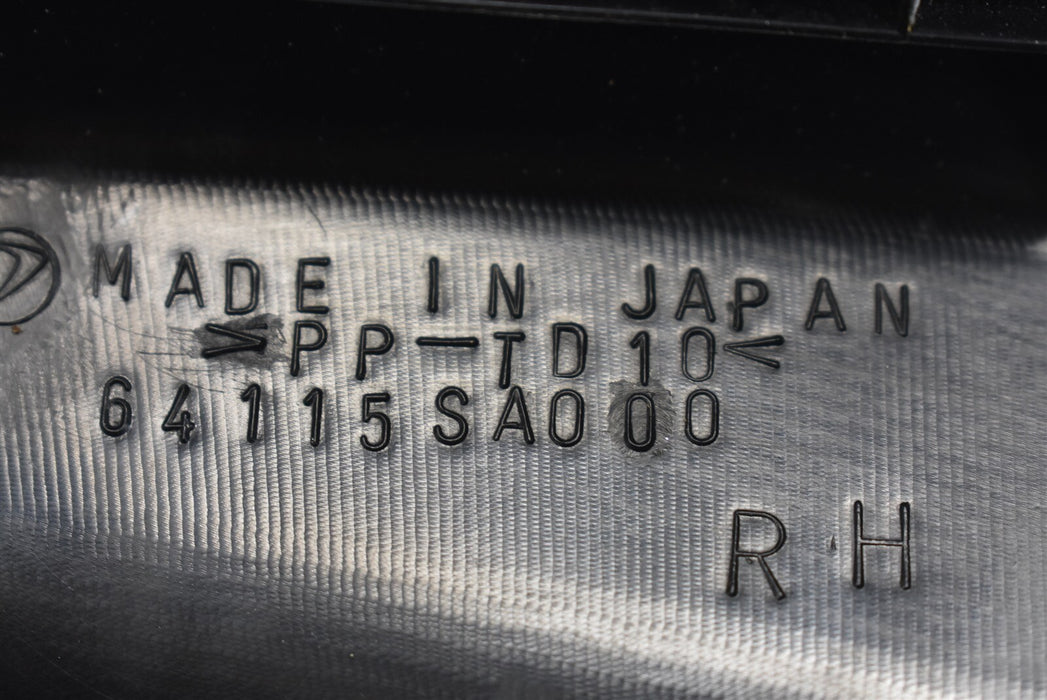 MADE IN JAPAN
>PP-TD10<
64115SA000
RH